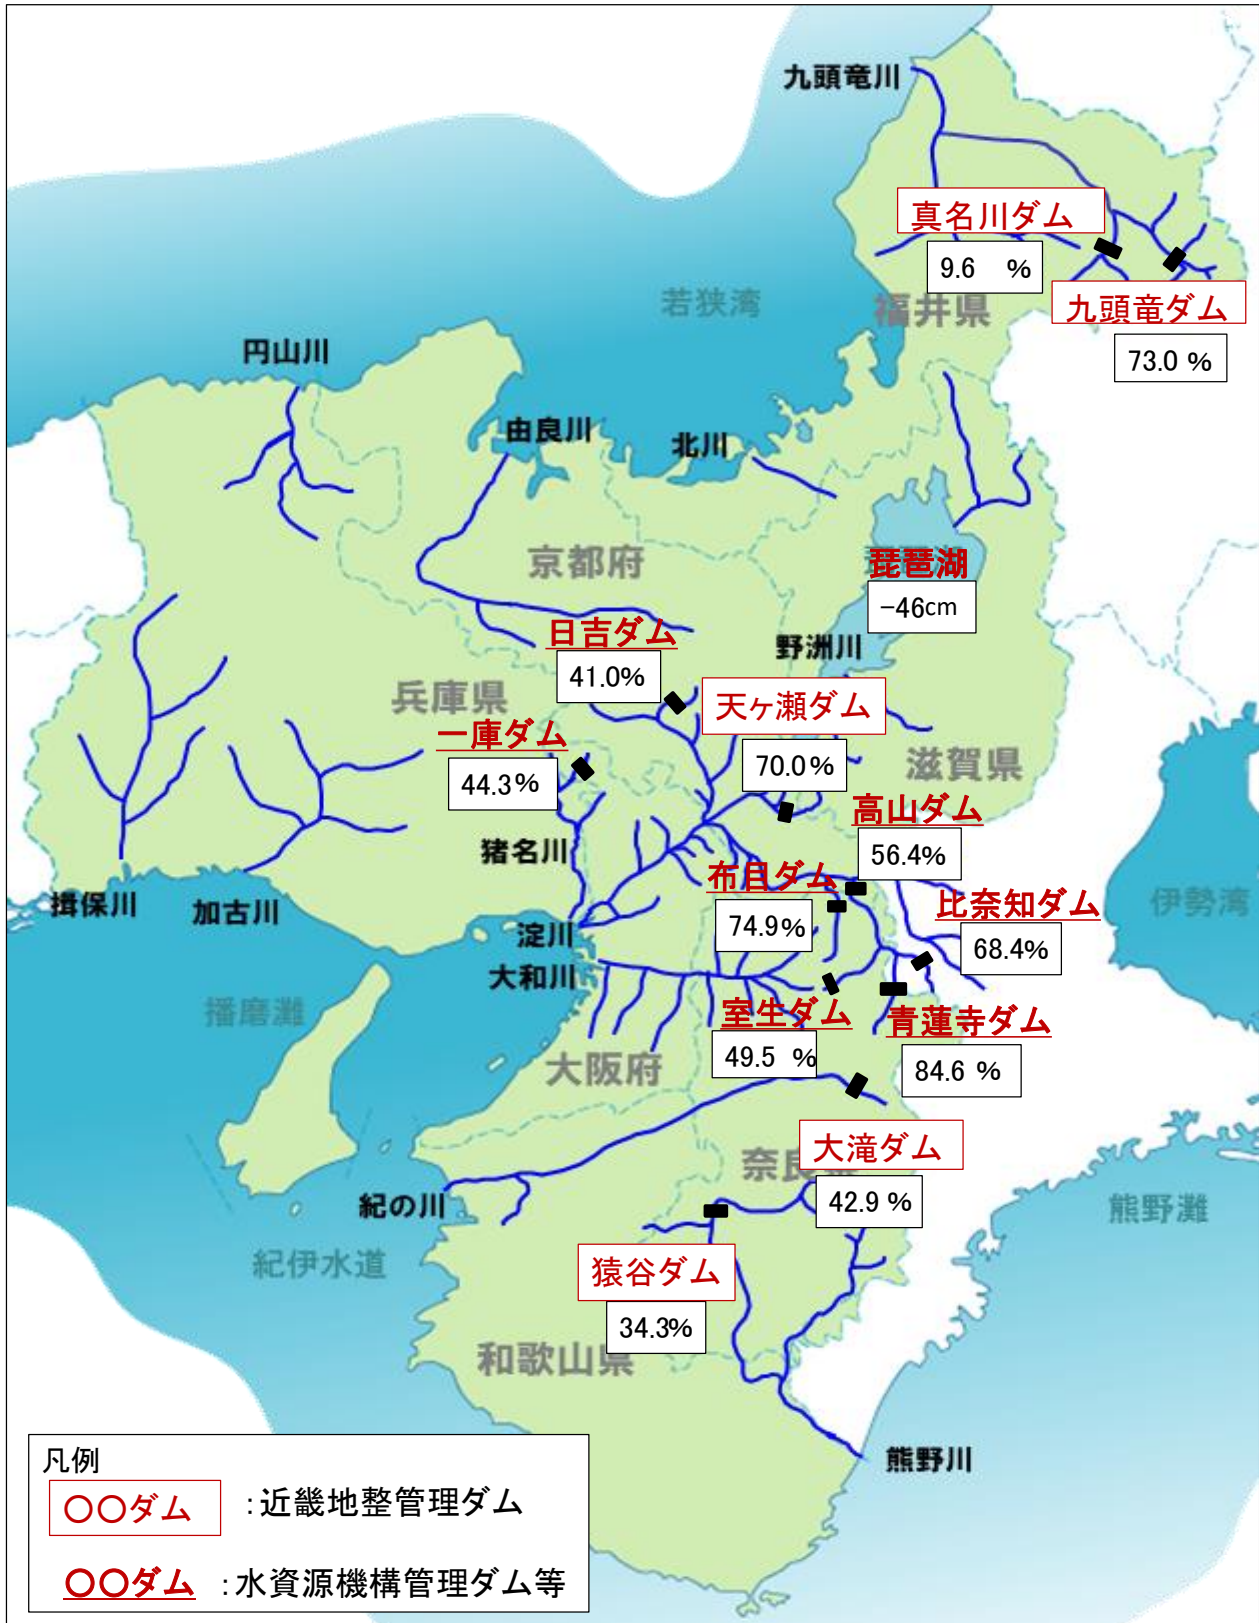 九頭竜川
真名川ダム
9.6 %
若狭湾
福井県
九頭竜ダム
73.0 %
円山川
由良川
北川
京都府
琵琶湖
-46cm
日吉ダム
41.0%
野洲川
兵庫県
天ヶ瀬ダム
一庫ダム
70.0%
滋賀県
44.3%
高山ダム
猪名川
56.4%
布目ダム
揖保川
加古川
比奈知ダム
伊勢湾
74.9%
淀川
68.4%
大和川
播磨灘
室生ダム
青蓮寺ダム
49.5 %
大阪府
84.6 %
大滝ダム
奈良県
紀の川
42.9 %
熊野灘
紀伊水道
猿谷ダム
34.3%
和歌山県
熊野川
凡例
〇〇ダム :近畿地整管理ダム
〇〇ダム :水資源機構管理ダム等